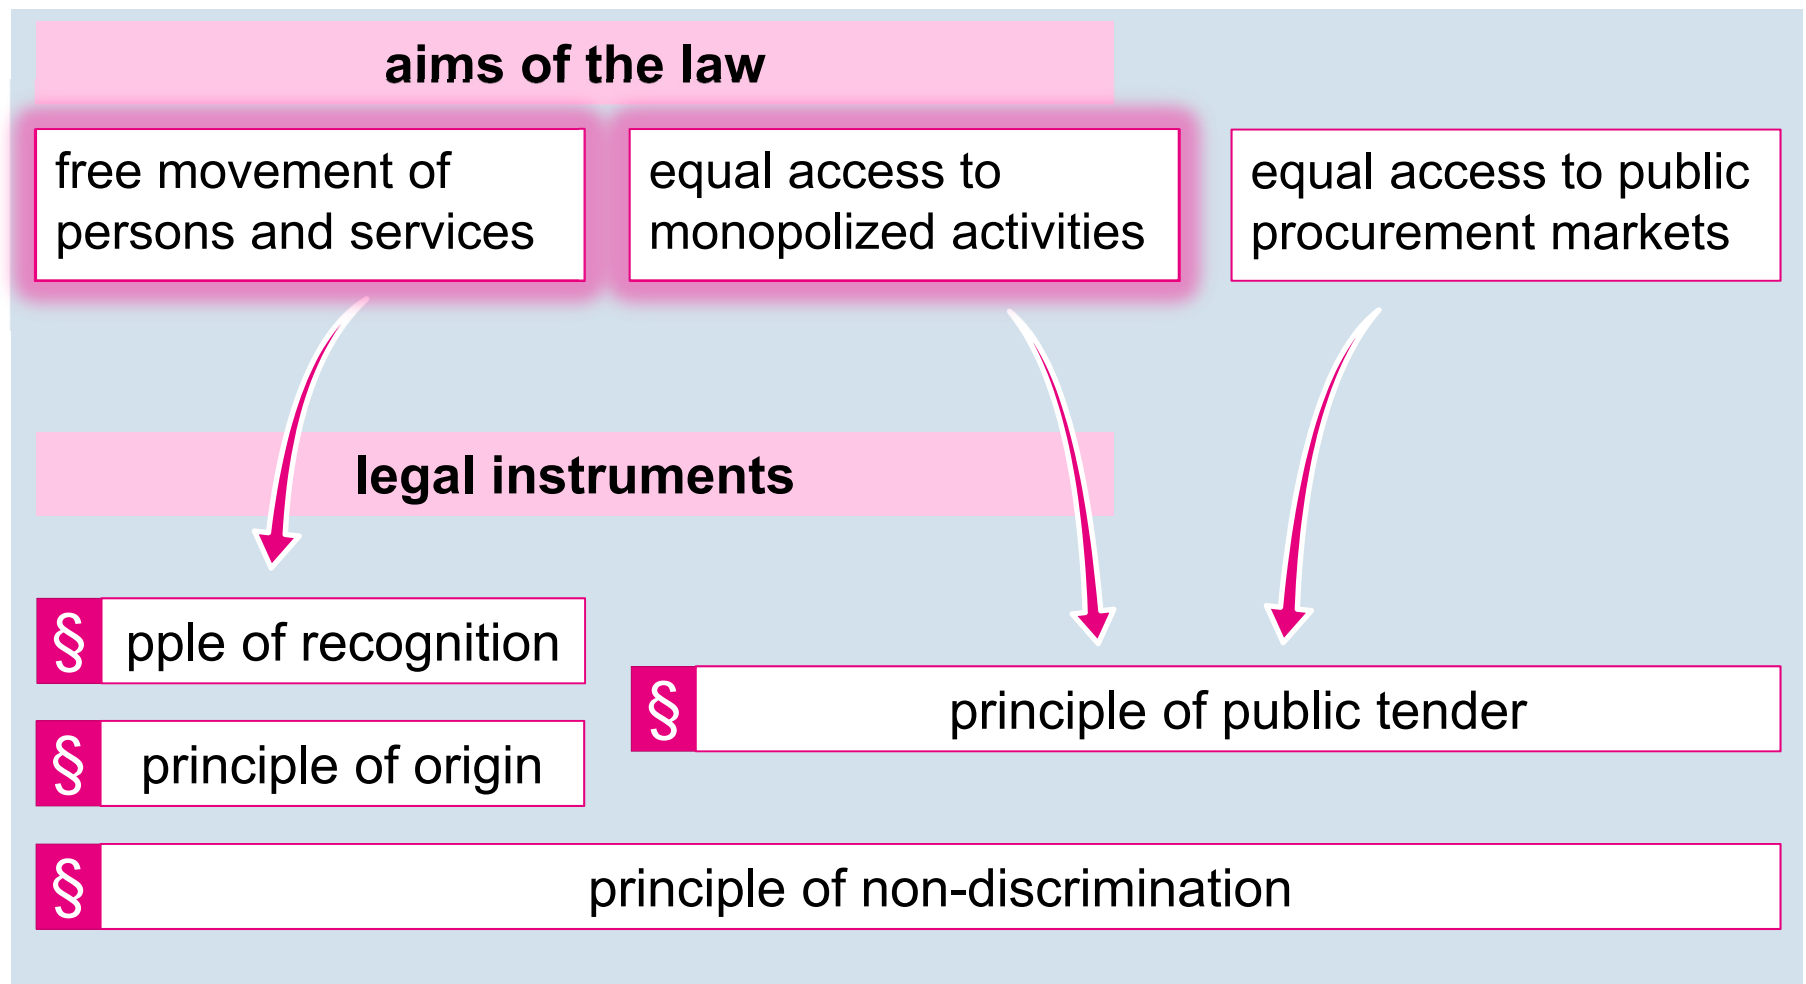 aims of the law
free movement of
persons and services
equal access to
monopolized activities
equal access to public
procurement markets
legal instruments
§ pple of recognition
§ principle of origin
§ principle of public tender
§ principle of non-discrimination